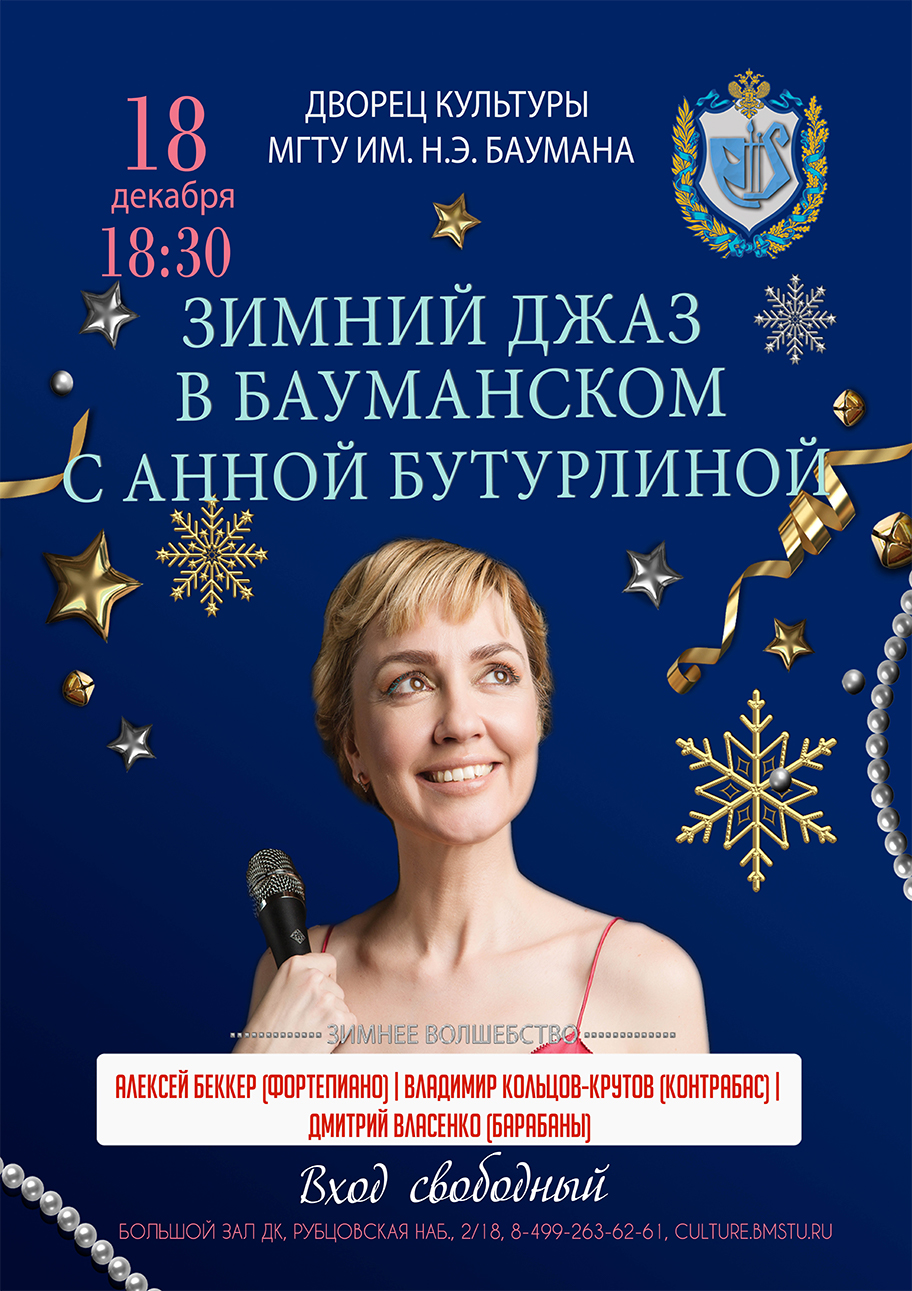 18
декабря
18:30
ДВОРЕЦ КУЛЬТУРЫ
МГТУ ИМ. Н.Э. БАУМАНА
ЗИМНИЙ ДЖАЗ
В БАУМАНСКОМ
С АННОЙ БУТУРЛИНОЙ
ЗИМНЕЕ ВОЛШЕБСТВО
АЛЕКСЕЙ БЕККЕР (ФОРТЕПИАНО) | ВЛАДИМИР КОЛЬЦОВ-КРУТОВ (КОНТРАБАС) |
ДМИТРИЙ ВЛАСЕНКО (БАРАБАНЫ)
Вход свободный
БОЛЬШОЙ ЗАЛ ДК, РУБЦОВСКАЯ НАБ., 2/18, 8-499-263-62-61, CULTURE.BMSTU.RU